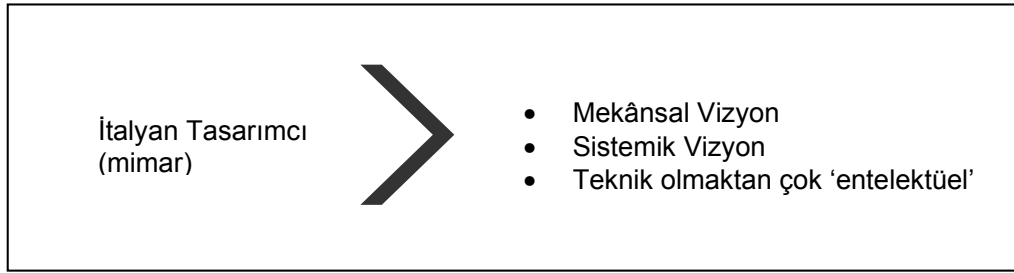 İtalyan Tasarımcı
(mimar)
• Mekânsal Vizyon
• Sistemik Vizyon
• Teknik olmaktan çok ‘entelektüel’